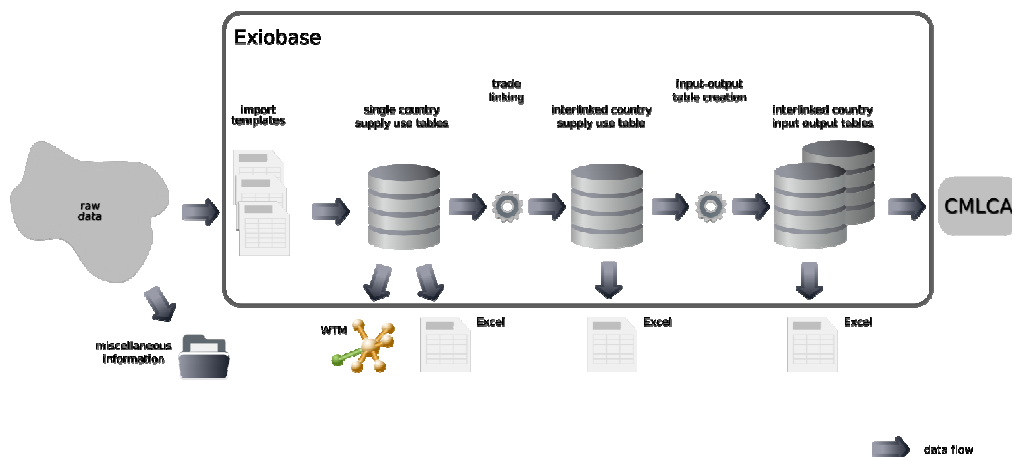 Exiobase
trade
linking
input-output
table creation
import
templates
single country
supply use tables
interlinked country
supply use table
interlinked country
input output tables
raw
data
CMLCA
miscellaneous
information
WTM
Excel
Excel
Excel
data flow